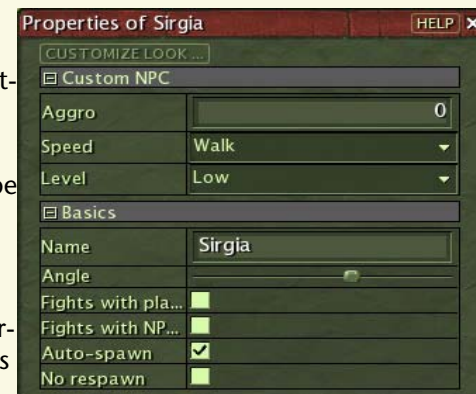 Properties of Sirgia HELP
CUSTOMIZE LOOK ...
t-
Custom NPC
Aggro 0
Speed Walk
be
Level Low
Basics
Name Sirgia
Angle
Fights with pla...
r-
Fights with NP...
s
Auto-spawn
No respawn